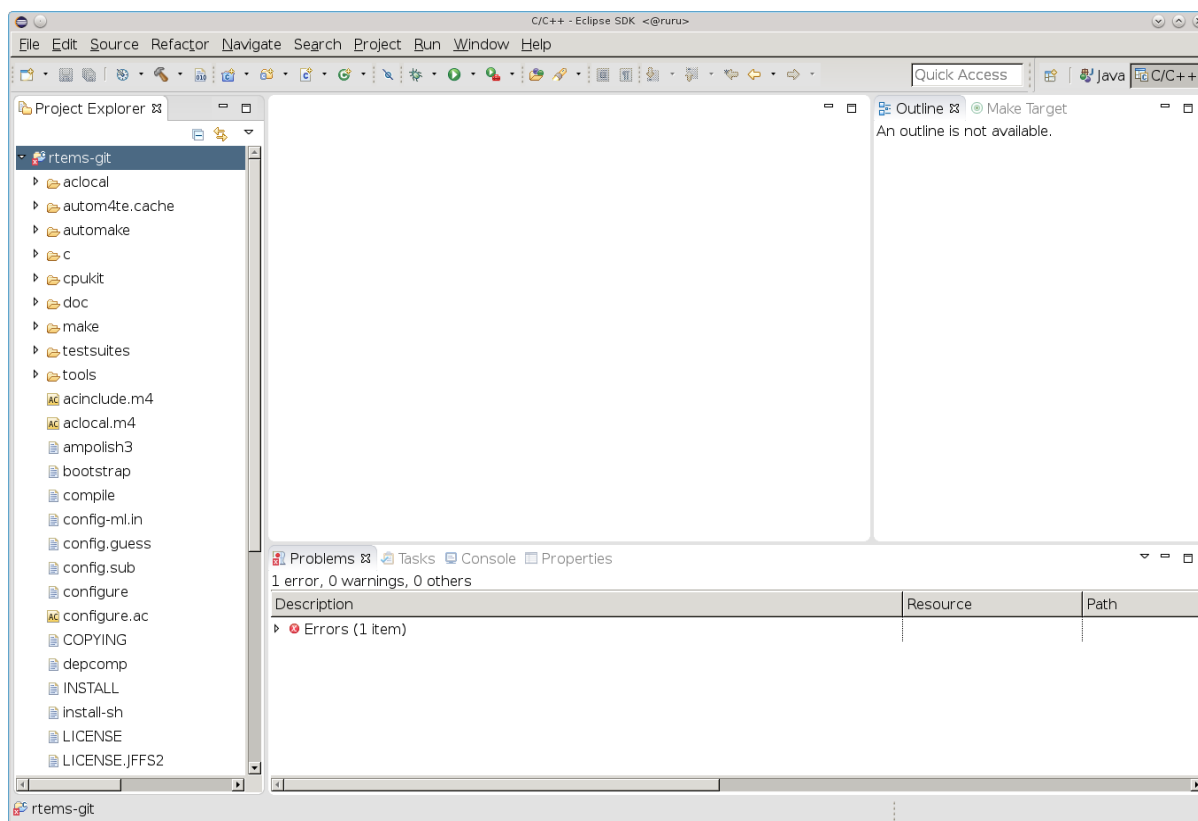 C/C++ - Eclipse SDK <@ruru>
File Edit Source Refactor Navigate Search Project Run Window Help
Quick Access Java C/C++
Project Explorer
Outline Make Target
An outline is not available.
rtems-git
aclocal
autom4te.cache
automake
c
cpukit
doc
make
testsuites
tools
AC acinclude.m4
AC aclocal.m4
ampolish3
bootstrap
compile
config-ml.in
config.guess
config.sub
configure
AC configure.ac
COPYING
depcomp
INSTALL
install-sh
LICENSE
LICENSE.JFFS2
Problems Tasks Console Properties
1 error, 0 warnings, 0 others
Description Resource Path
Errors (1 item)
rtems-git